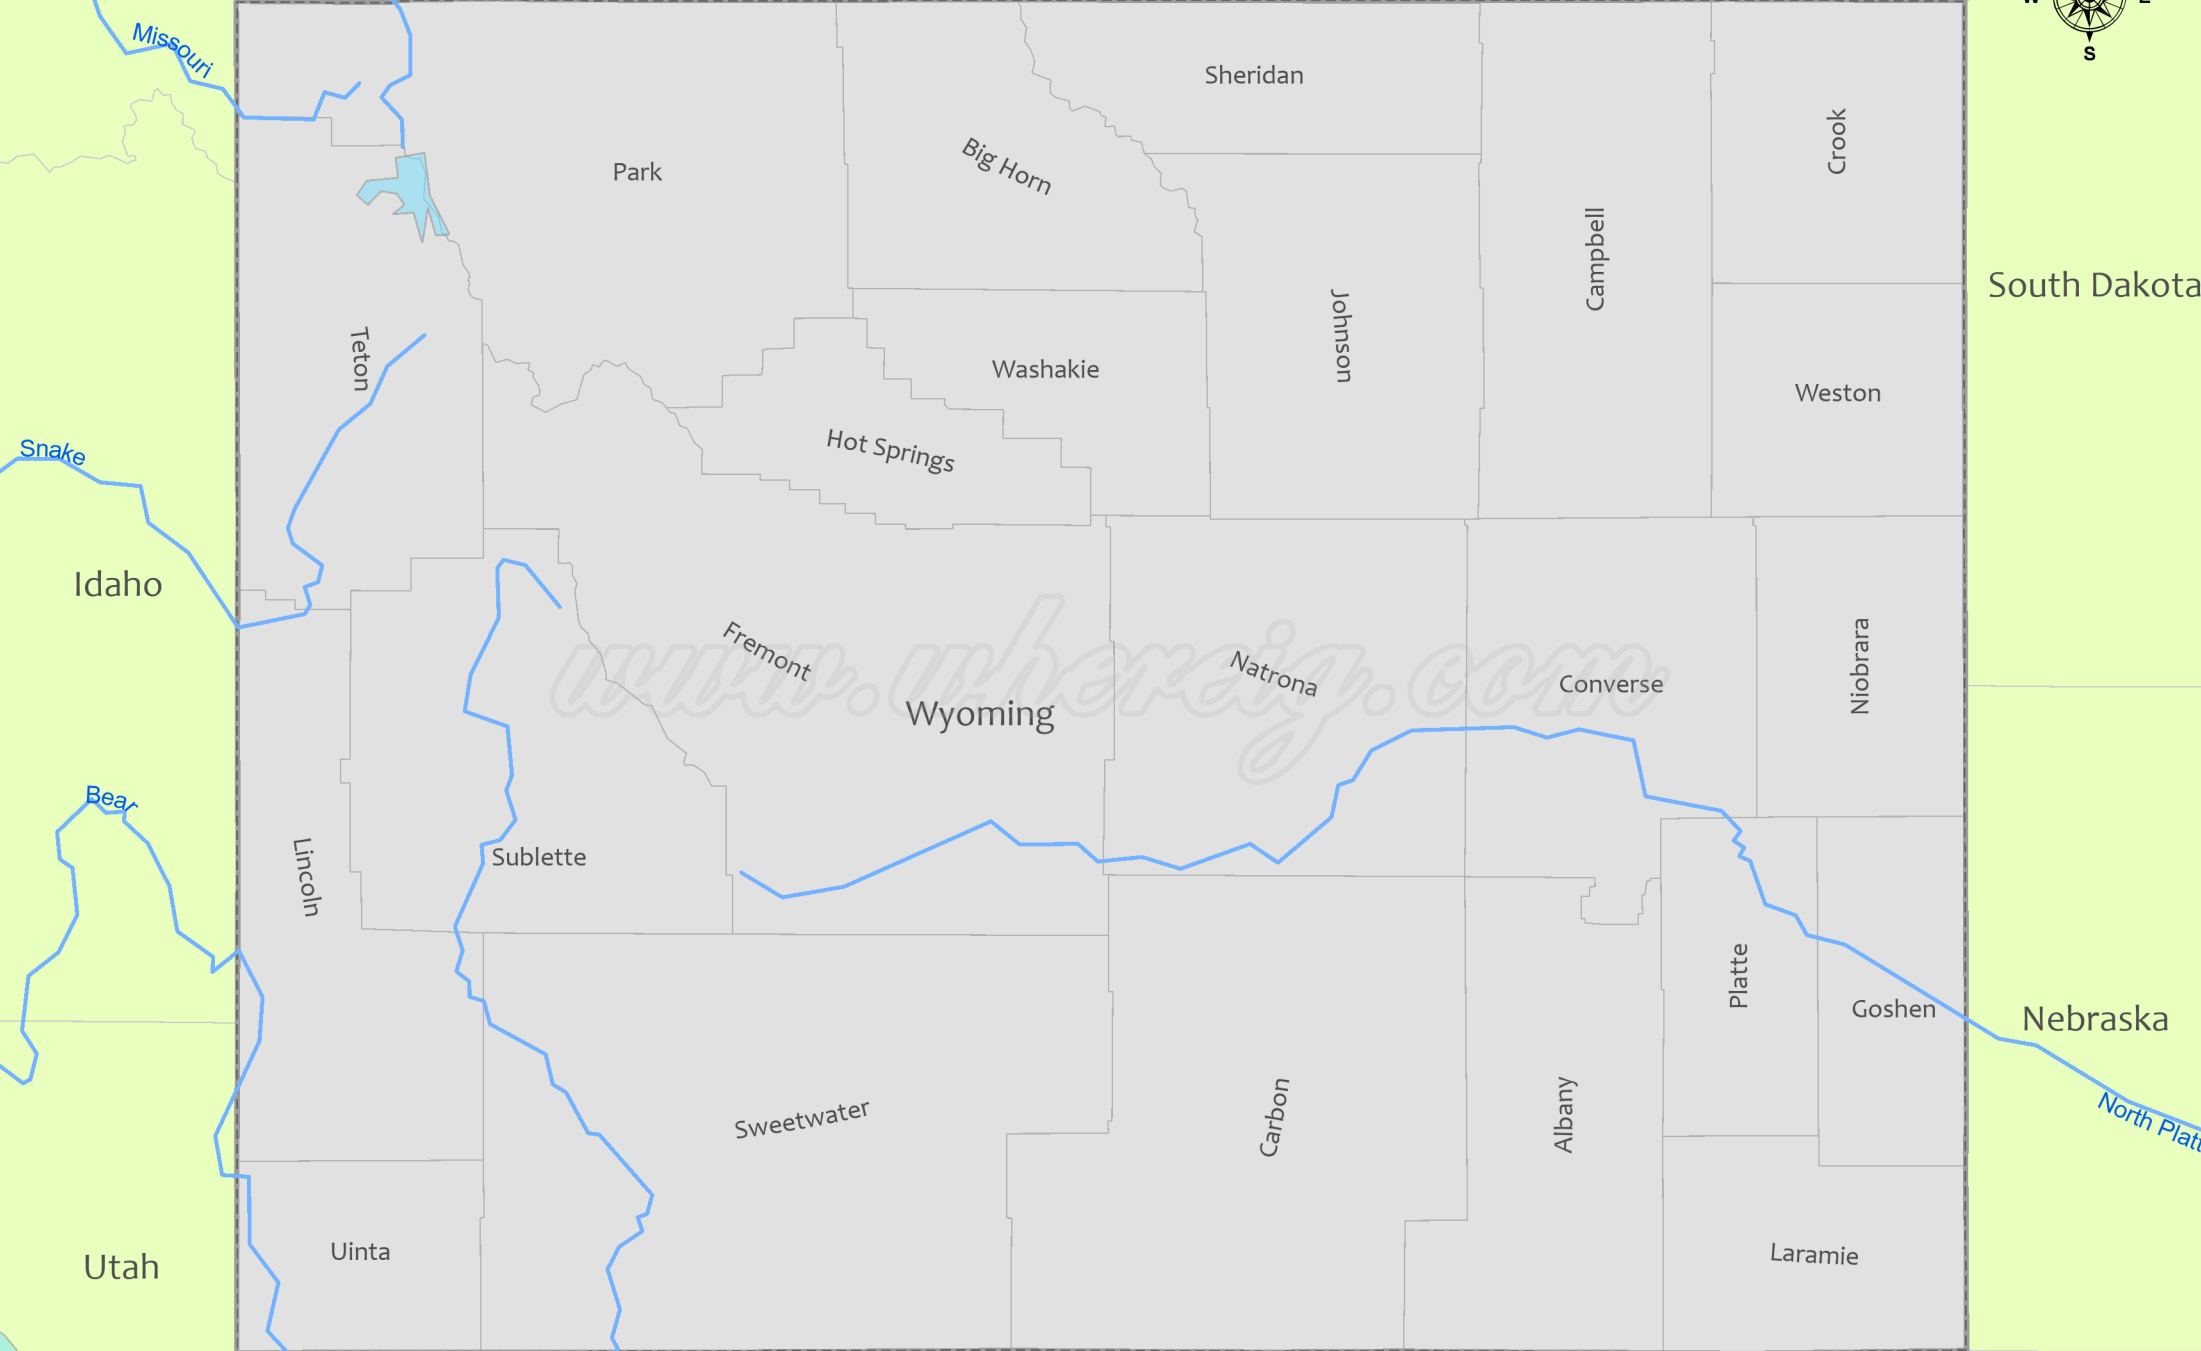 W
E
S
Missouri
Sheridan
Crook
Park
Big Horn
Campbell
South Dakota
Johnson
Teton
Washakie
Weston
Hot Springs
Snake
Idaho
Fremont
www.whereig.com
Natrona
Converse
Niobrara
Wyoming
Bear
Sublette
Lincoln
Platte
Goshen
Nebraska
North Platt
Sweetwater
Carbon
Albany
Uinta
Laramie
Utah